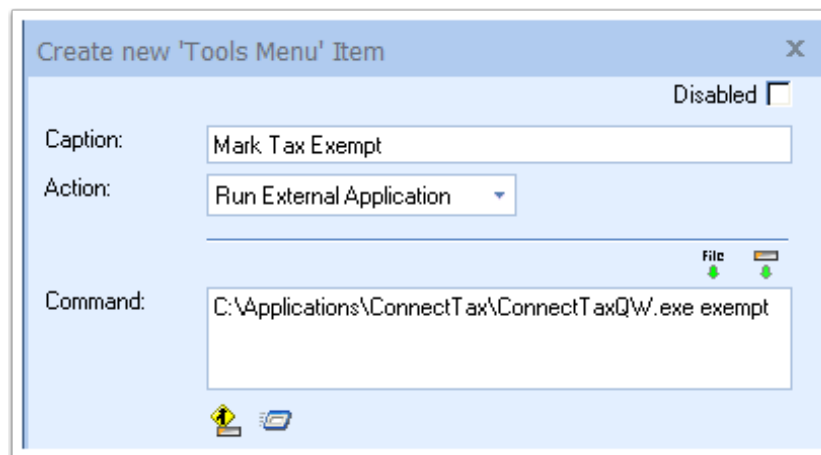 Create new 'Tools Menu' Item
X
Disabled
Caption:
Mark Tax Exempt
Action:
Run External Application
File
Command:
C:\Applications\ConnectTax\ConnectTaxQW.exe exempt